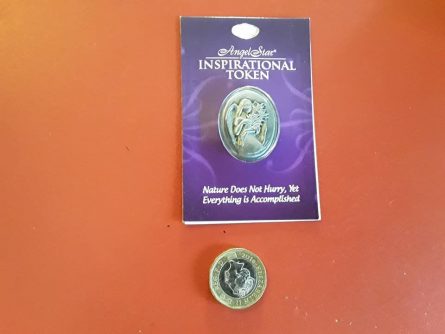 AngelStar®
INSPIRATIONAL
TOKEN
Nature Does Not Hurry, Yet
Everything is Accomplished